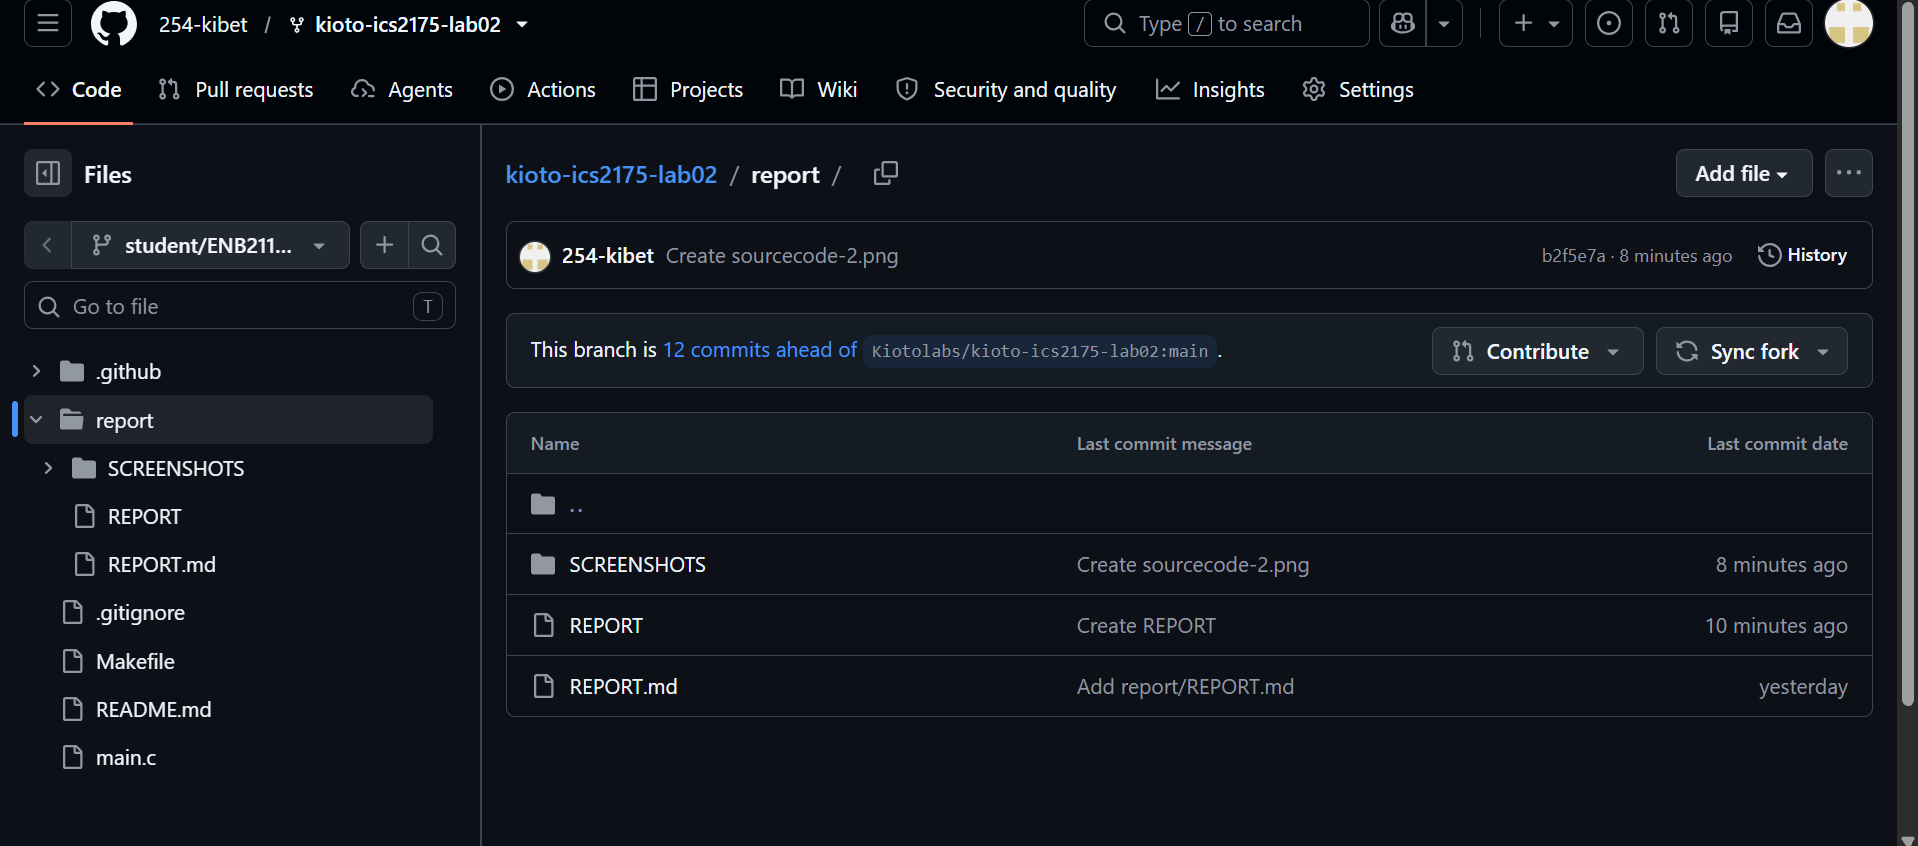 254-kibet / kioto-ics2175-lab02
Type / to search
Code Pull requests Agents Actions Projects Wiki Security and quality Insights Settings
Files
student/ENB211...
Go to file T
.github
report
SCREENSHOTS
REPORT
REPORT.md
.gitignore
Makefile
README.md
main.c
kioto-ics2175-lab02 / report /
Add file
254-kibet Create sourcecode-2.png b2f5e7a · 8 minutes ago History
This branch is 12 commits ahead of Kiotolabs/kioto-ics2175-lab02:main .
Contribute Sync fork
Name Last commit message Last commit date
..
SCREENSHOTS Create sourcecode-2.png 8 minutes ago
REPORT Create REPORT 10 minutes ago
REPORT.md Add report/REPORT.md yesterday